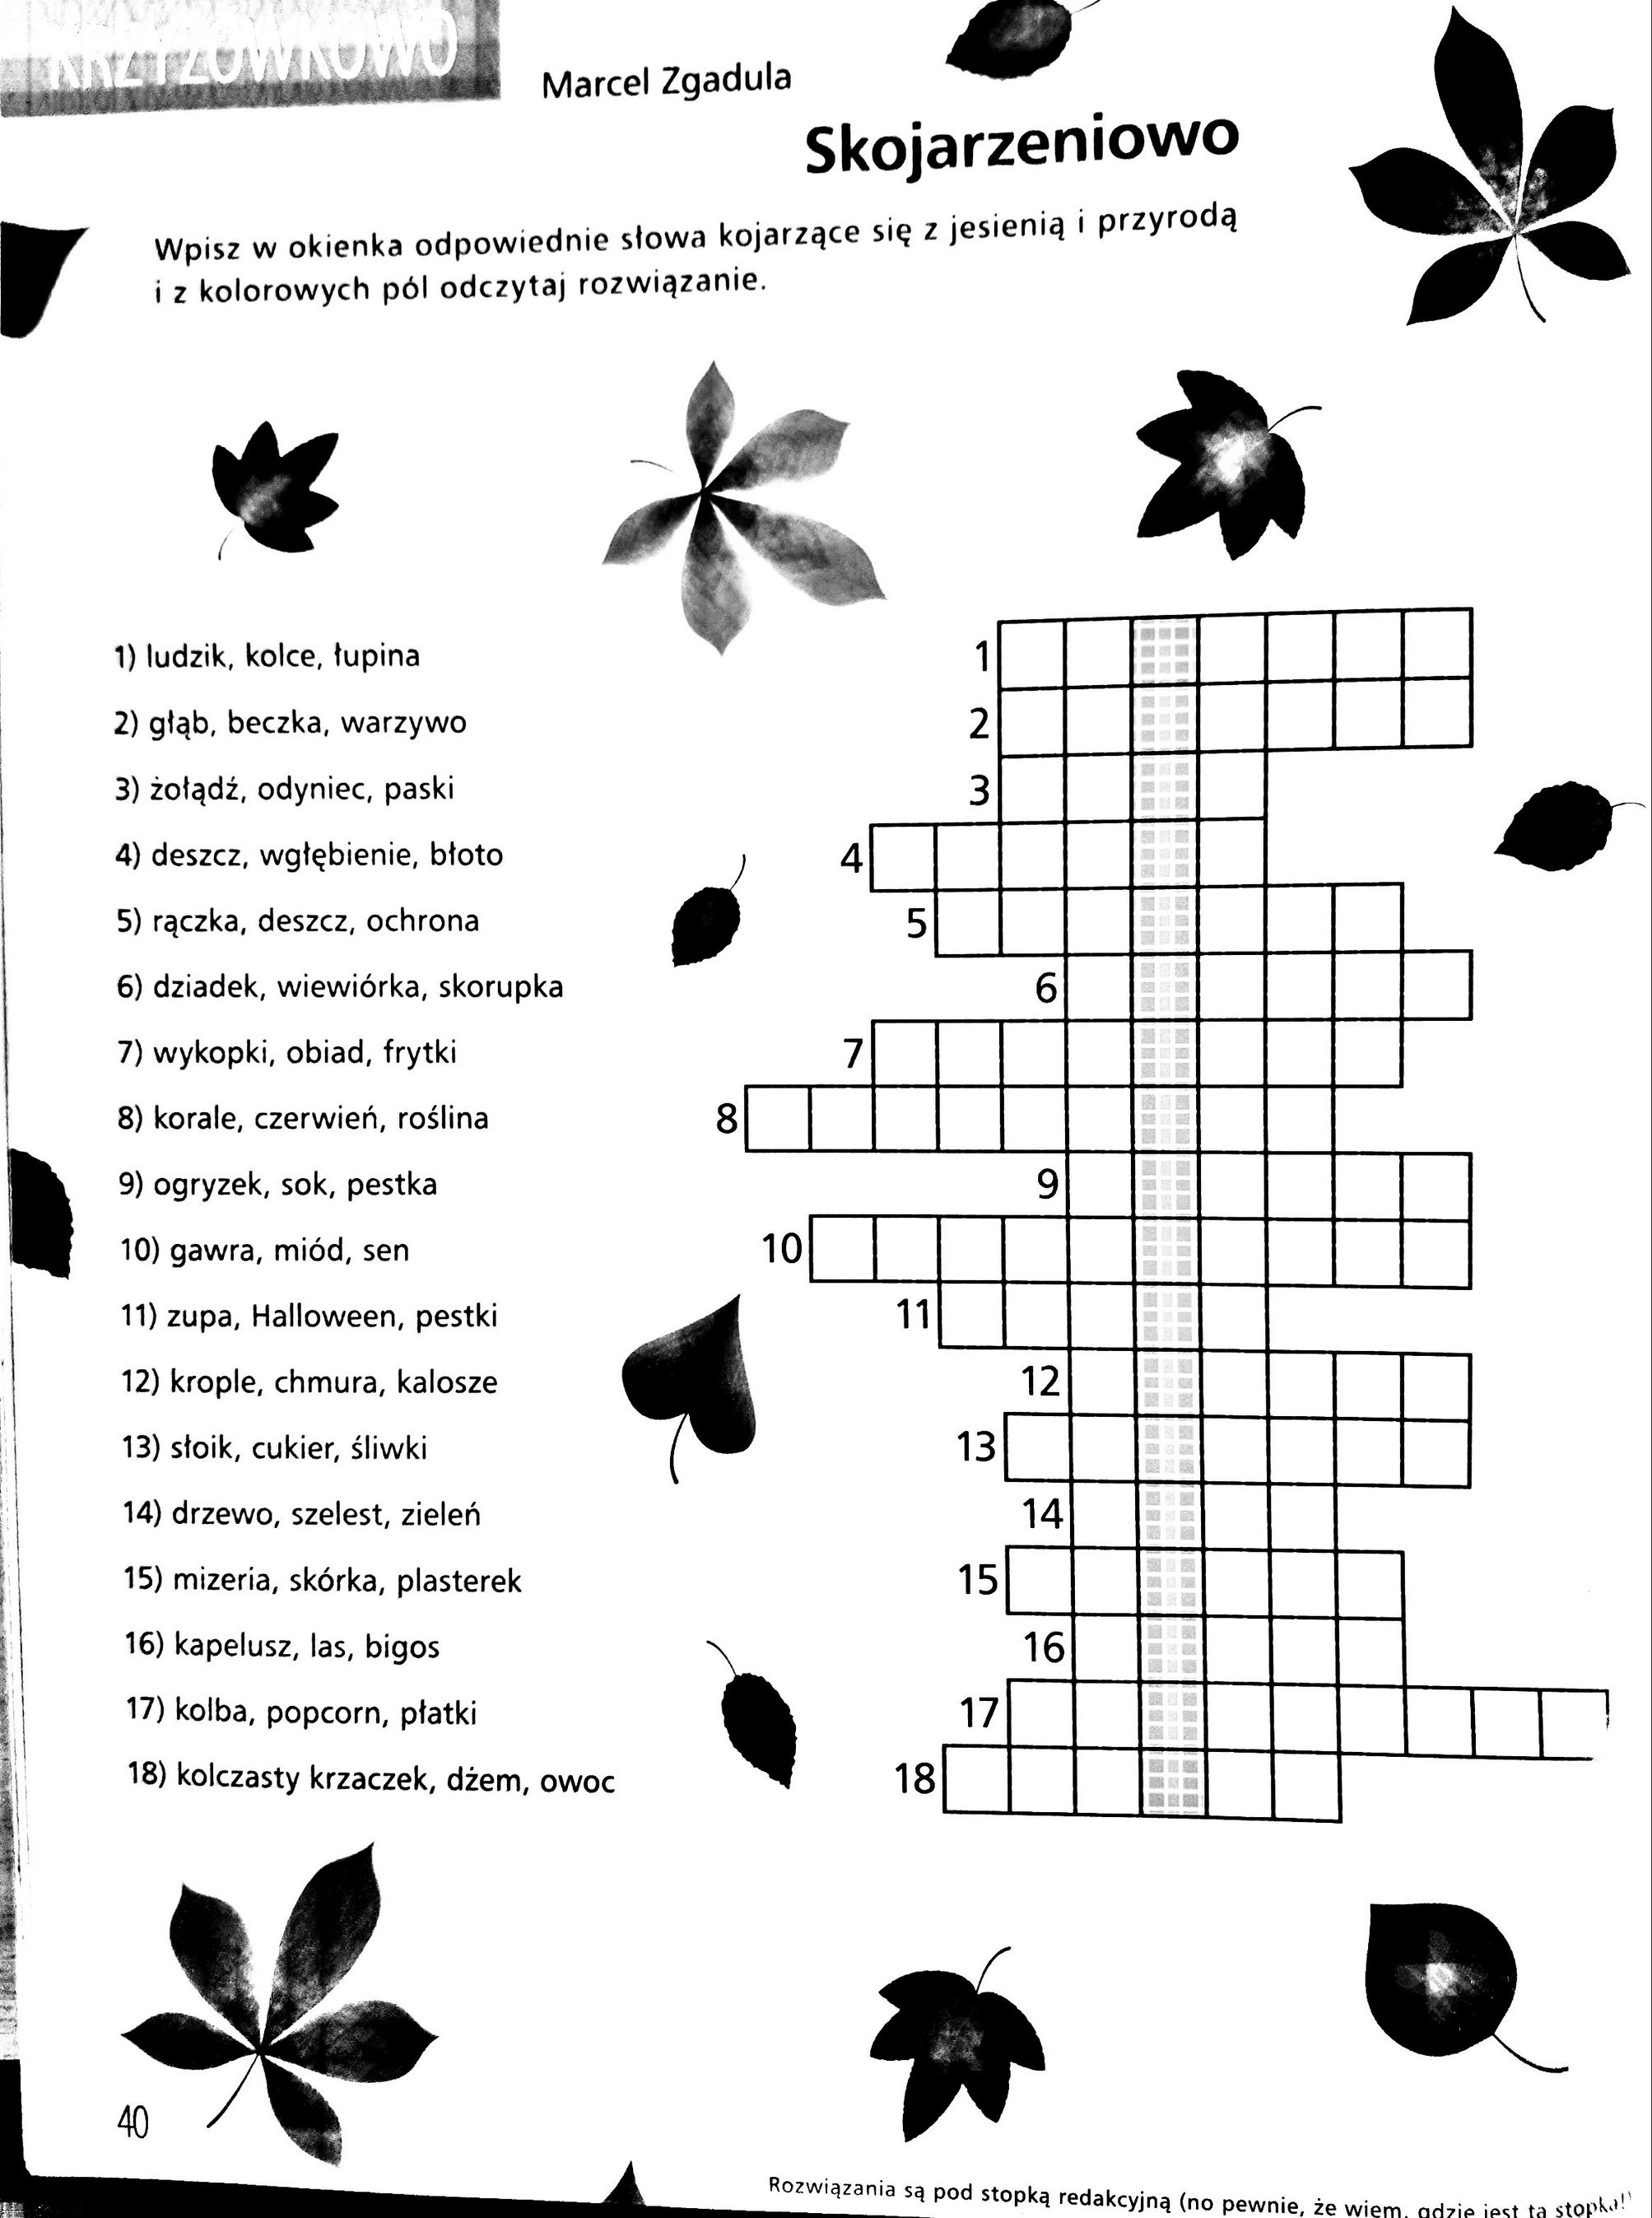 KRZYŻÓWKOWO
Marcel Zgadula
Skojarzeniowo
Wpisz w okienka odpowiednie słowa kojarzące się z jesienią i przyrodą
i z kolorowych pól odczytaj rozwiązanie.
1) ludzik, kolce, łupina
2) głąb, beczka, warzywo
3) żołądź, odyniec, paski
4) deszcz, wgłębienie, błoto
5) rączka, deszcz, ochrona
6) dziadek, wiewiórka, skorupka
7) wykopki, obiad, frytki
8) korale, czerwień, roślina
9) ogryzek, sok, pestka
10) gawra, miód, sen
11) zupa, Halloween, pestki
12) krople, chmura, kalosze
13) słoik, cukier, śliwki
14) drzewo, szelest, zieleń
15) mizeria, skórka, plasterek
16) kapelusz, las, bigos
17) kolba, popcorn, płatki
18) kolczasty krzaczek, dżem, owoc
1
2
3
4
5
6
7
8
9
10
11
12
13
14
15
16
17
18
40
Rozwiązania są pod stopką redakcyjną (no pewnie, że wiem, gdzie jest ta stopka!)